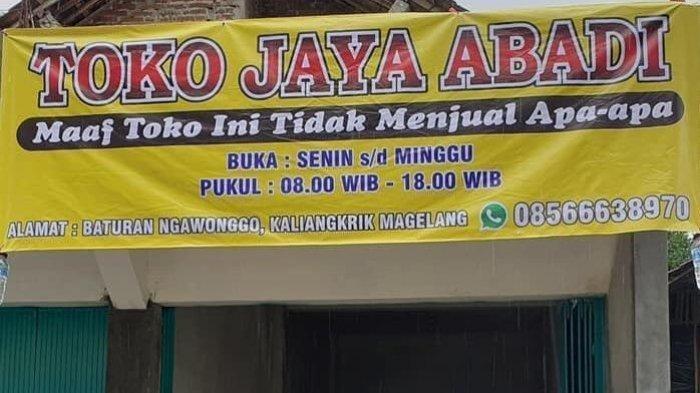 TOKO JAYA ABADI
Maaf Toko Ini Tidak Menjual Apa-apa
BUKA : SENIN s/d MINGGU
PUKUL : 08.00 WIB - 18.00 WIB
ALAMAT : BATURAN NGAWONGGO, KALIANGKRIK MAGELANG 08566638970